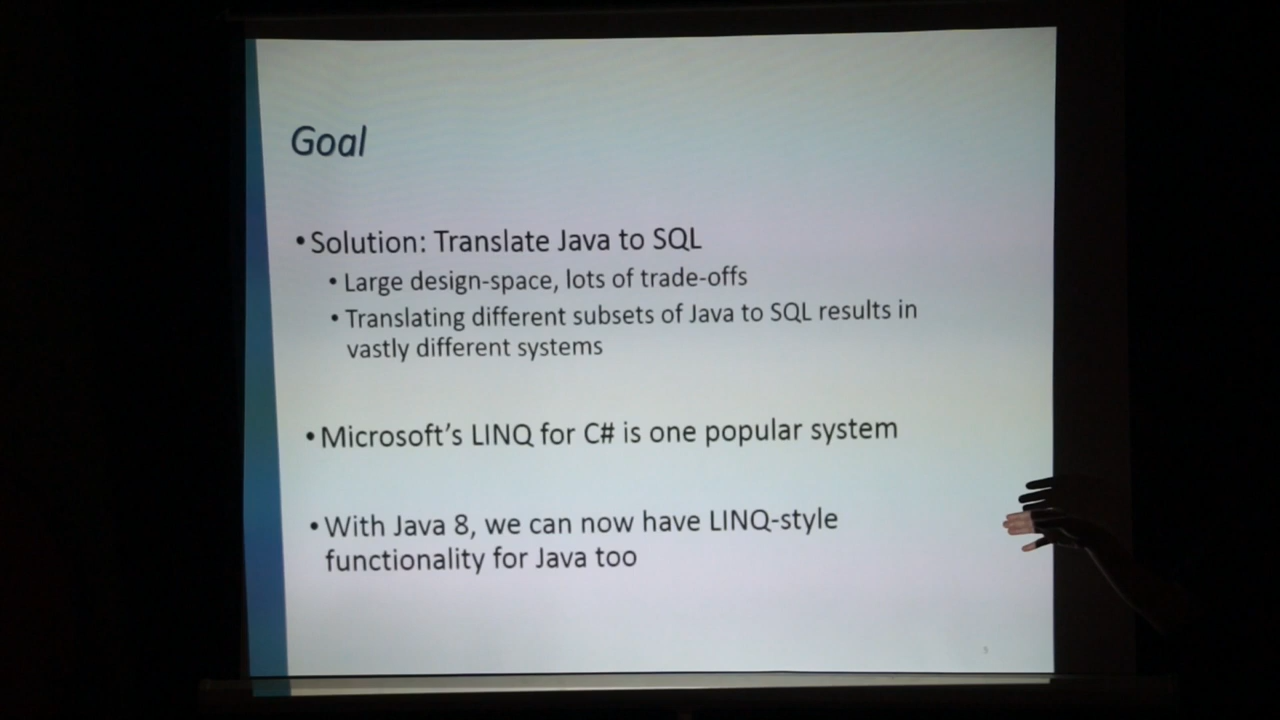 Goal
• Solution: Translate Java to SQL
• Large design-space, lots of trade-offs
• Translating different subsets of Java to SQL results in
vastly different systems
• Microsoft's LINQ for C# is one popular system
• With Java 8, we can now have LINQ-style
functionality for Java too
5